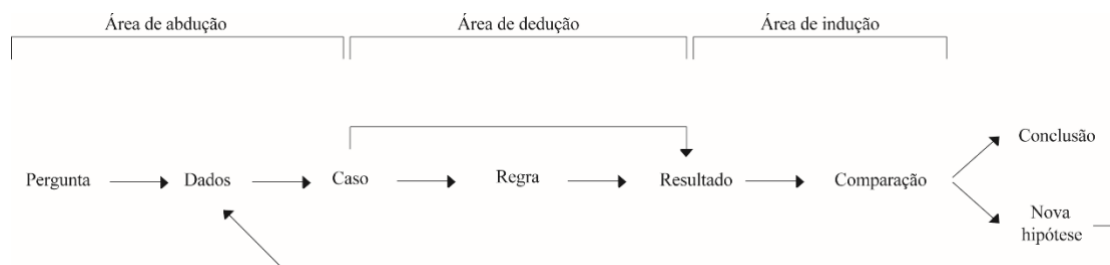 Área de abdução
Área de dedução
Área de indução
Conclusão
Pergunta
Dados
Caso
Regra
Resultado
Comparação
Nova
hipótese